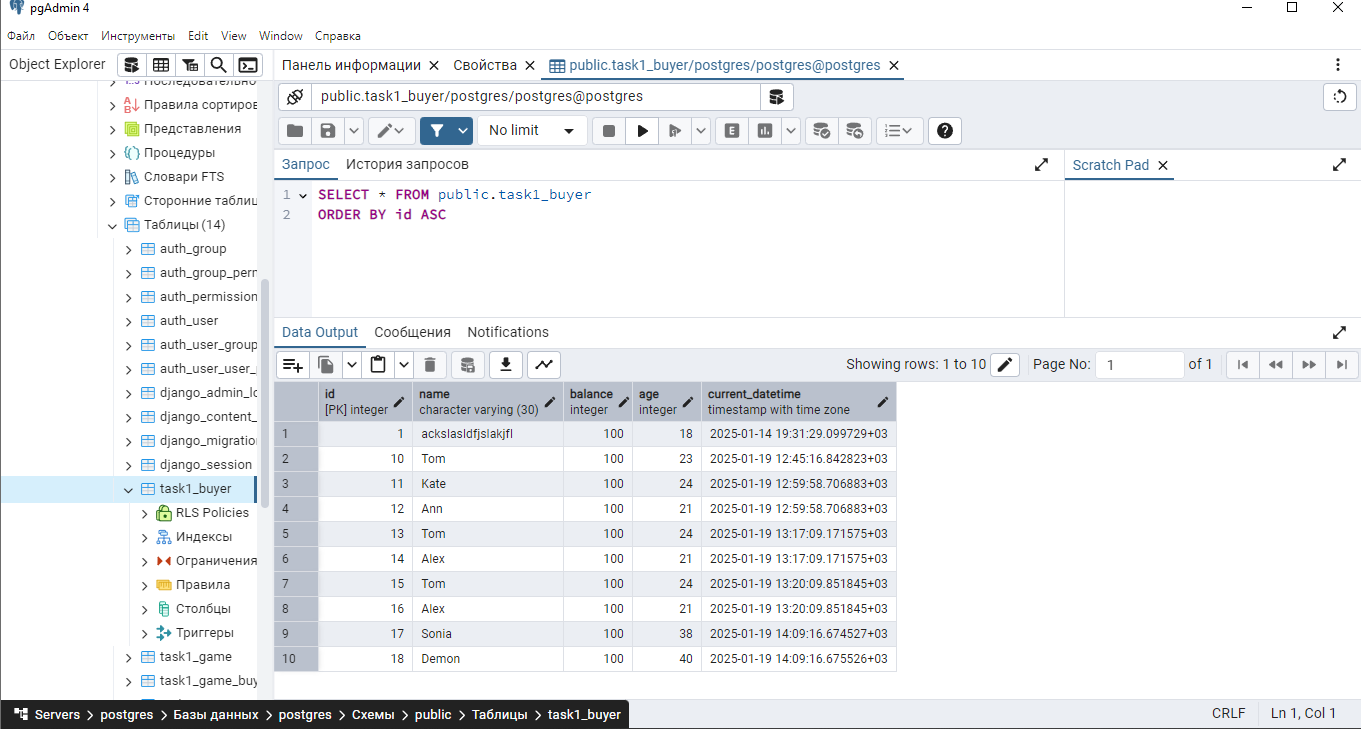 pgAdmin 4
Файл Объект Инструменты Edit View Window Справка
Object Explorer
Панель информации Свойства public.task1_buyer/postgres/postgres@postgres
public.task1_buyer/postgres/postgres@postgres
No limit
Запрос История запросов Scratch Pad
1 SELECT * FROM public.task1_buyer
2 ORDER BY id ASC
Правила сортиров
Представления
Процедуры
Словари FTS
Сторонние таблиц
Таблицы (14)
auth_group
auth_group_perm
auth_permission
auth_user
auth_user_group
auth_user_user_
django_admin_lo
django_content_
django_migratio
django_session
task1_buyer
RLS Policies
Индексы
Ограничения
Правила
Столбцы
Триггеры
task1_game
task1_game_buy
Data Output Сообщения Notifications
Showing rows: 1 to 10 Page No: 1 of 1
id name balance age current_datetime
[PK] integer character varying (30) integer integer timestamp with time zone
1 1 ackslasldfjslakjfl 100 18 2025-01-14 19:31:29.099729+03
2 10 Tom 100 23 2025-01-19 12:45:16.842823+03
3 11 Kate 100 24 2025-01-19 12:59:58.706883+03
4 12 Ann 100 21 2025-01-19 12:59:58.706883+03
5 13 Tom 100 24 2025-01-19 13:17:09.171575+03
6 14 Alex 100 21 2025-01-19 13:17:09.171575+03
7 15 Tom 100 24 2025-01-19 13:20:09.851845+03
8 16 Alex 100 21 2025-01-19 13:20:09.851845+03
9 17 Sonia 100 38 2025-01-19 14:09:16.674527+03
10 18 Demon 100 40 2025-01-19 14:09:16.675526+03
Servers postgres Базы данных postgres Схемы public Таблицы task1_buyer
CRLF Ln 1, Col 1